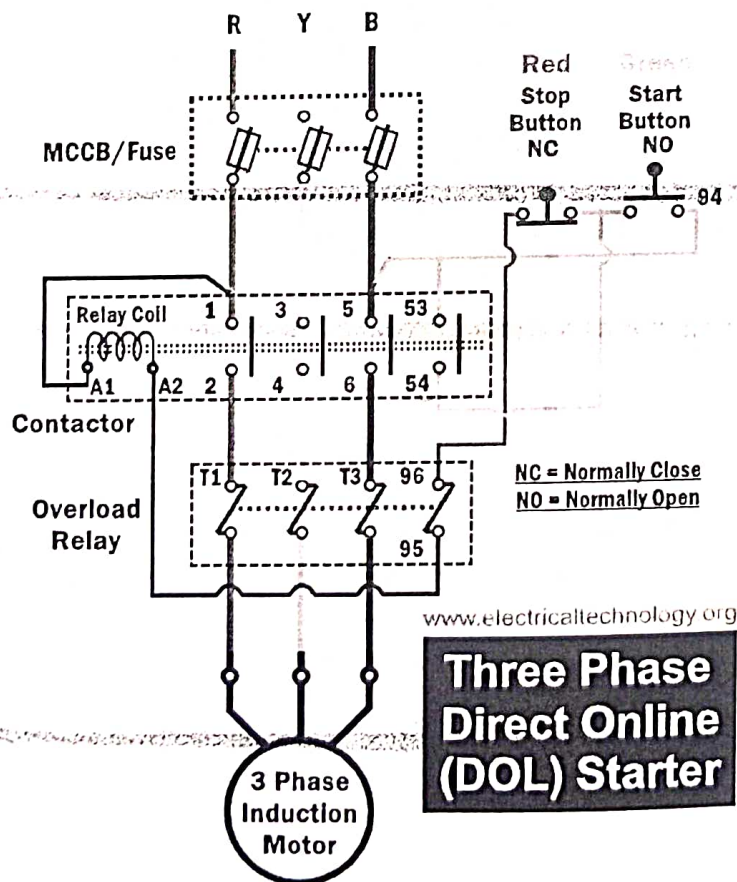 R Y B
MCCB/Fuse
Red
Stop
Button
NC
Green
Start
Button
NO
94
Relay Coil
1 3 5 53
A1 A2 2 4 6 54
Contactor
T1 T2 T3 96
Overload
Relay
95
NC = Normally Close
NO = Normally Open
www.electricaltechnology.org
Three Phase
Direct Online
(DOL) Starter
3 Phase
Induction
Motor